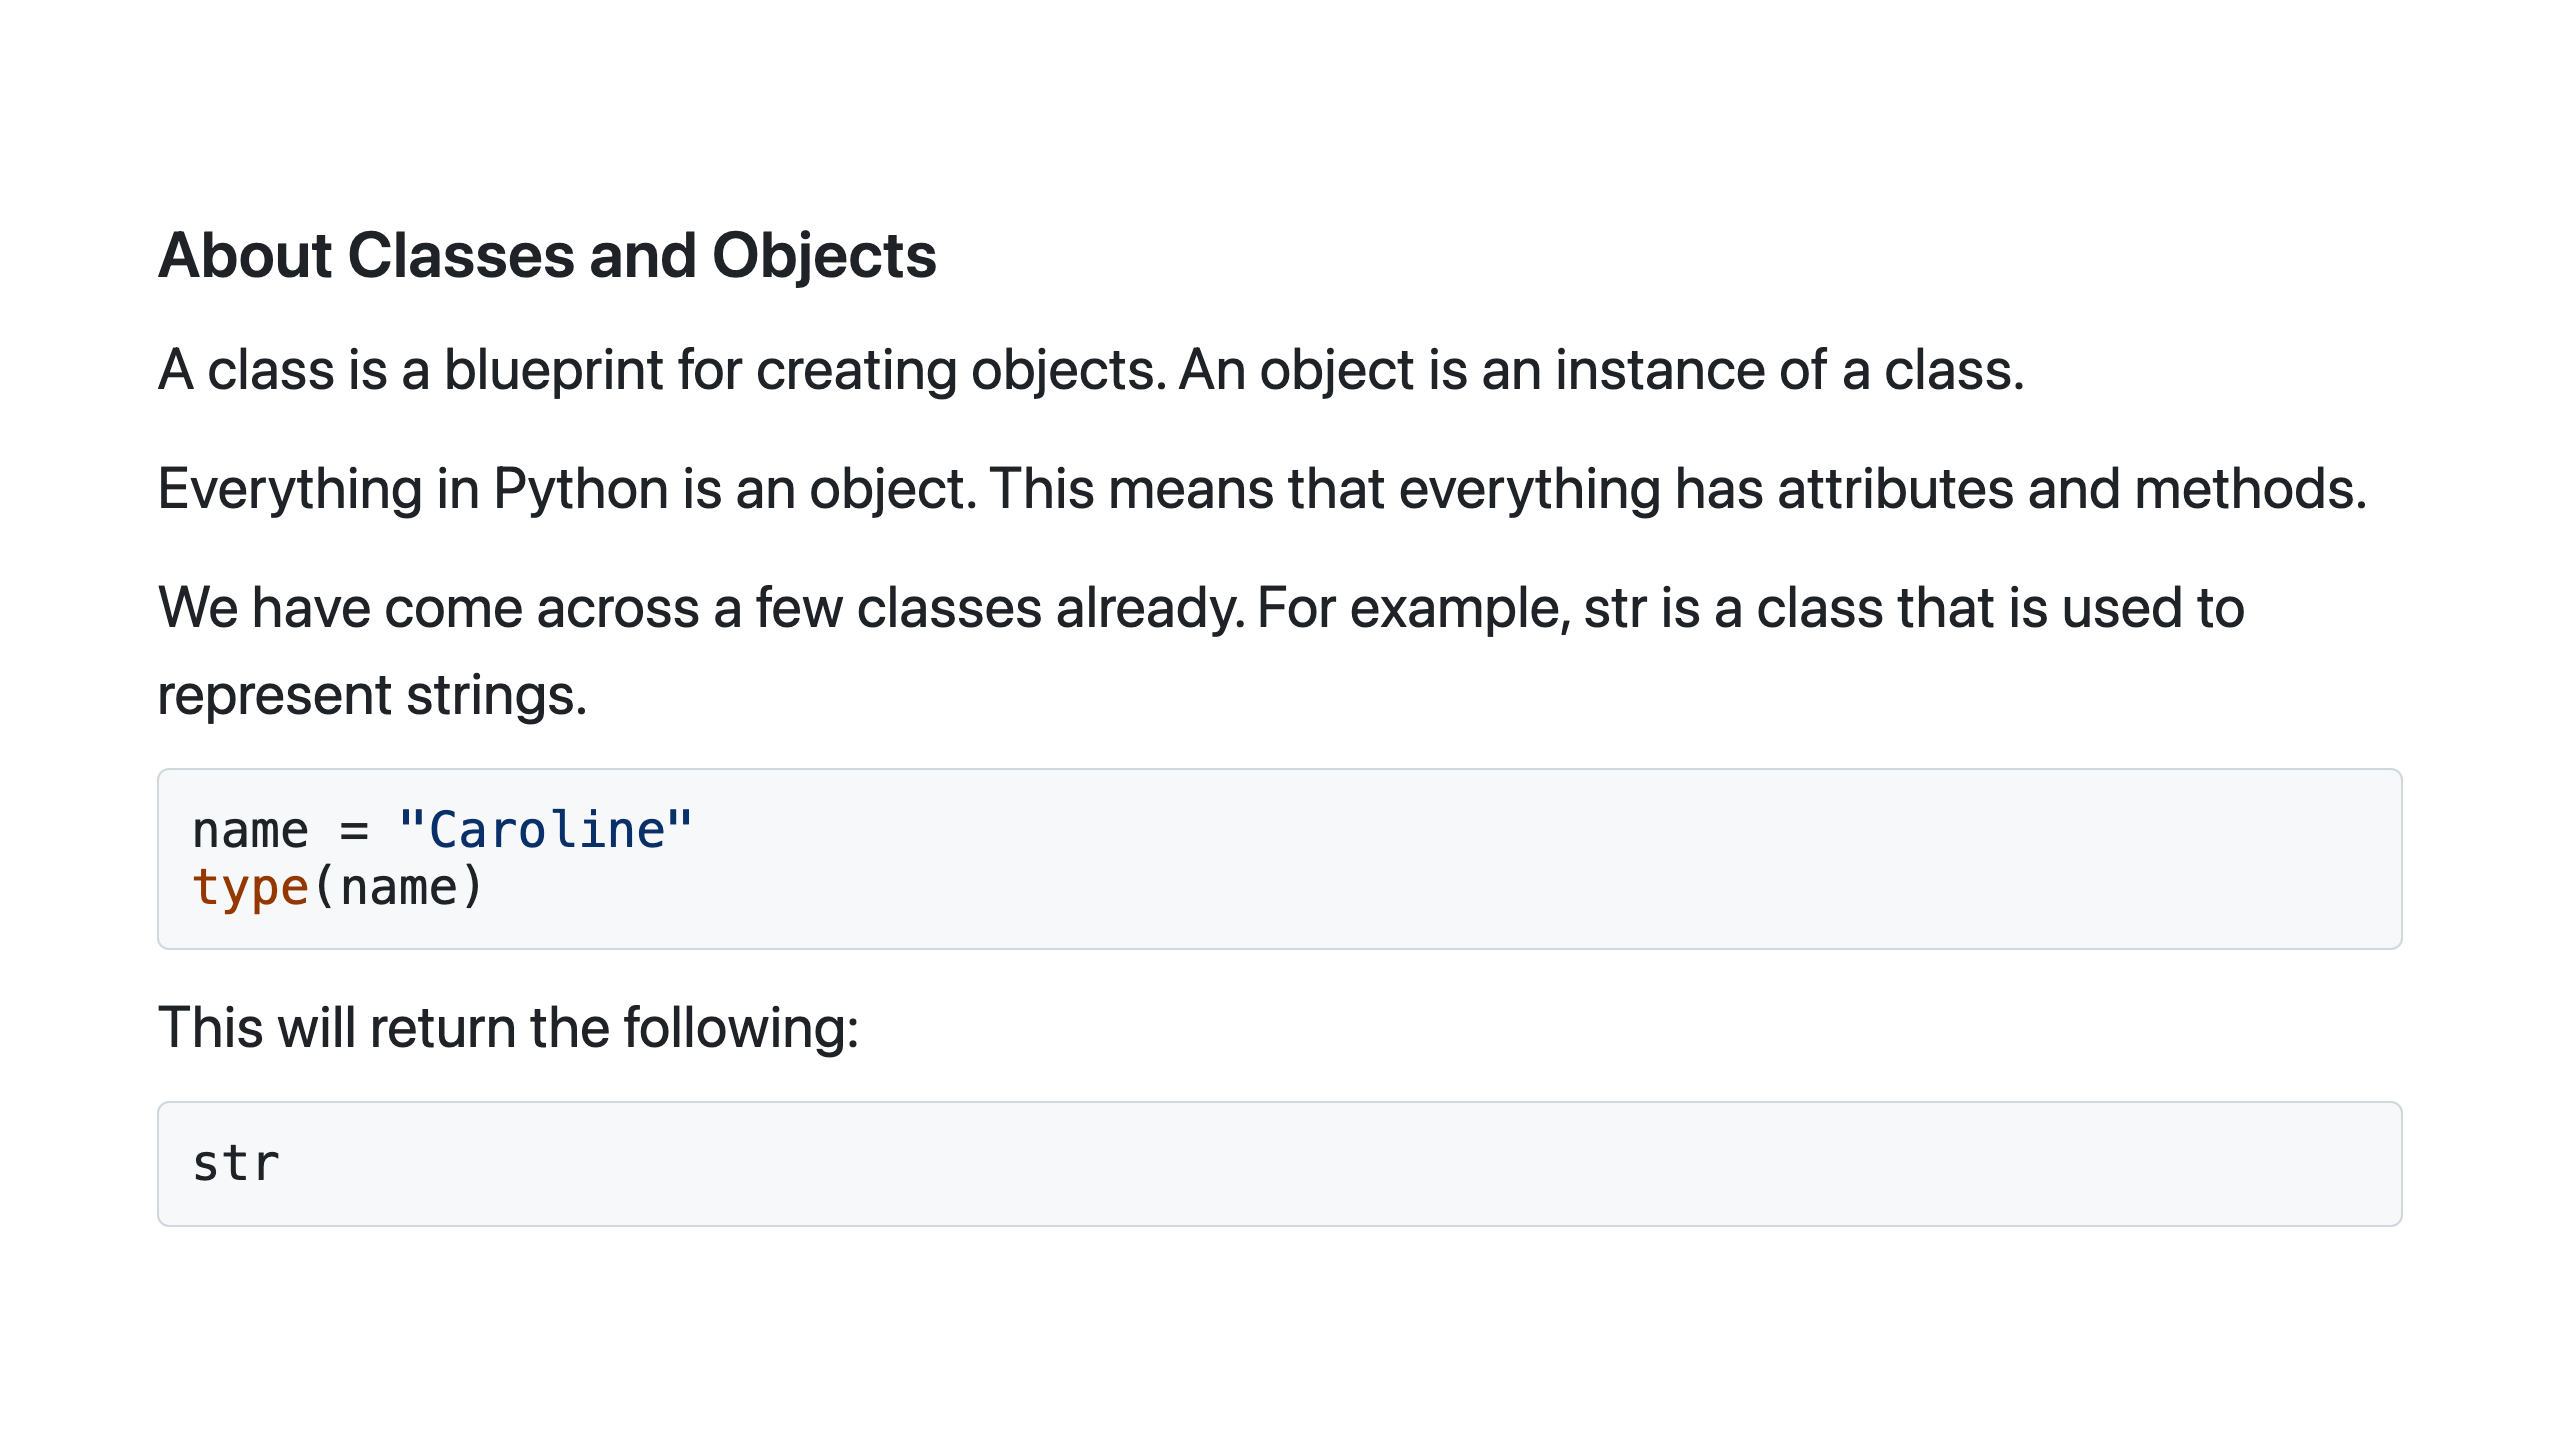 About Classes and Objects
A class is a blueprint for creating objects. An object is an instance of a class.
Everything in Python is an object. This means that everything has attributes and methods.
We have come across a few classes already. For example, str is a class that is used to
represent strings.
name = "Caroline"
type(name)
This will return the following:
str